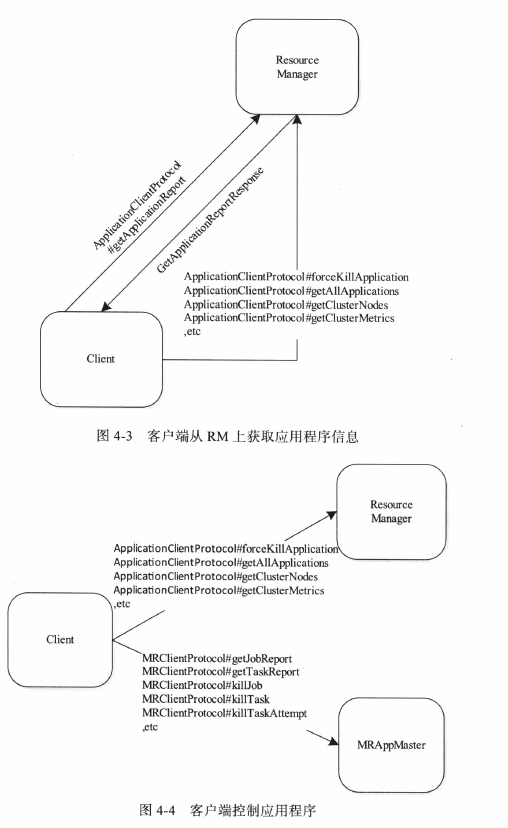 Resource
Manager
ApplicationClientProtocol
#getApplicationReport
GetApplicationReportResponse
ApplicationClientProtocol#forceKillApplication
ApplicationClientProtocol#getAllApplications
ApplicationClientProtocol#getClusterNodes
ApplicationClientProtocol#getClusterMetrics
,etc
Client
图 4-3 客户端从 RM 上获取应用程序信息
Resource
Manager
ApplicationClientProtocol#forceKillApplication
ApplicationClientProtocol#getAllApplications
ApplicationClientProtocol#getClusterNodes
ApplicationClientProtocol#getClusterMetrics
,etc
Client
MRClientProtocol#getJobReport
MRClientProtocol#getTaskReport
MRClientProtocol#killJob
MRClientProtocol#killTask
MRClientProtocol#killTaskAttempt
,etc
MRAppMaster
图 4-4 客户端控制应用程序